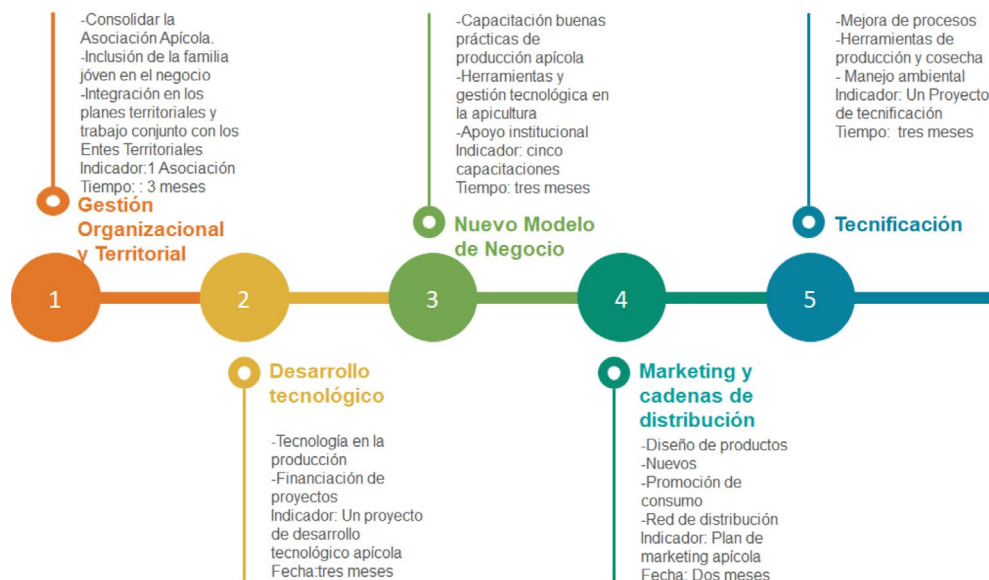 -Consolidar la
Asociación Apícola.
-Inclusión de la familia
jóven en el negocio
-Integración en los
planes territoriales y
trabajo conjunto con los
Entes Territoriales
Indicador:1 Asociación
Tiempo: : 3 meses
Gestión
Organizacional
y Territorial
-Capacitación buenas
prácticas de
producción apícola
-Herramientas y
gestión tecnológica en
la apicultura
-Apoyo institucional
Indicador: cinco
capacitaciones
Tiempo: tres meses
Nuevo Modelo
de Negocio
-Mejora de procesos
-Herramientas de
producción y cosecha
- Manejo ambiental
Indicador: Un Proyecto
de tecnificación
Tiempo: tres meses
Tecnificación
1
2
3
4
5
Desarrollo
tecnológico
-Tecnología en la
producción
-Financiación de
proyectos
Indicador: Un proyecto
de desarrollo
tecnológico apícola
Fecha:tres meses
Marketing y
cadenas de
distribución
-Diseño de productos
-Nuevos
-Promoción de
consumo
-Red de distribución
Indicador: Plan de
marketing apícola
Fecha: Dos meses